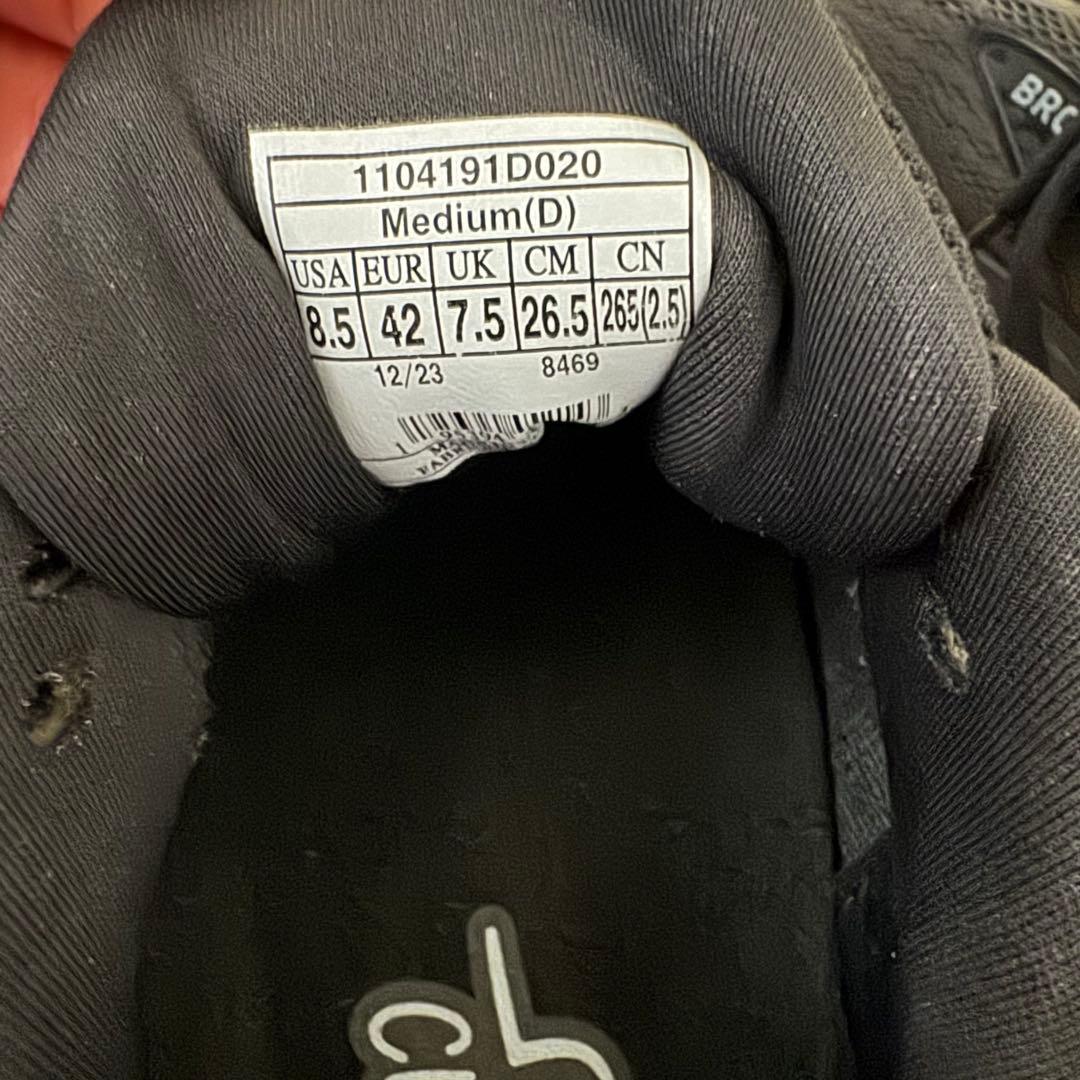 BRC
1104191D020
Medium(D)
USA EUR UK CM CN
8.5 42 7.5 26.5 265(2.5)
12/23 8469